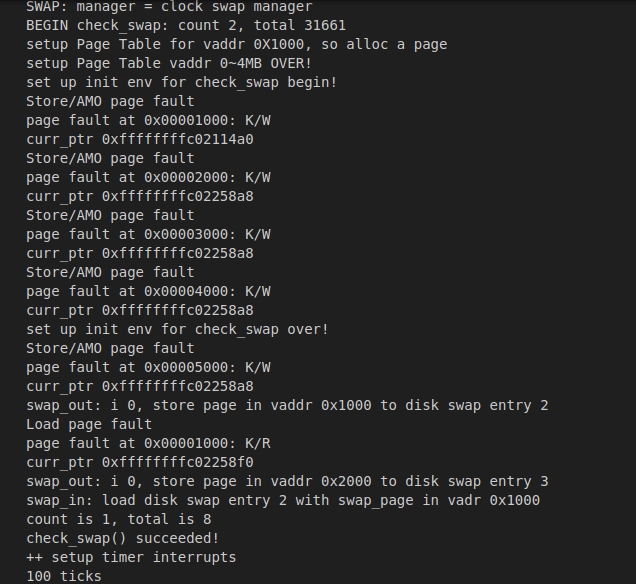 SWAP: manager = clock swap manager
BEGIN check_swap: count 2, total 31661
setup Page Table for vaddr 0X1000, so alloc a page
setup Page Table vaddr 0~4MB OVER!
set up init env for check_swap begin!
Store/AMO page fault
page fault at 0x00001000: K/W
curr_ptr 0xffffffffc02114a0
Store/AMO page fault
page fault at 0x00002000: K/W
curr_ptr 0xffffffffc02258a8
Store/AMO page fault
page fault at 0x00003000: K/W
curr_ptr 0xffffffffc02258a8
Store/AMO page fault
page fault at 0x00004000: K/W
curr_ptr 0xffffffffc02258a8
set up init env for check_swap over!
Store/AMO page fault
page fault at 0x00005000: K/W
curr_ptr 0xffffffffc02258a8
swap_out: i 0, store page in vaddr 0x1000 to disk swap entry 2
Load page fault
page fault at 0x00001000: K/R
curr_ptr 0xffffffffc02258f0
swap_out: i 0, store page in vaddr 0x2000 to disk swap entry 3
swap_in: load disk swap entry 2 with swap_page in vadr 0x1000
count is 1, total is 8
check_swap() succeeded!
++ setup timer interrupts
100 ticks